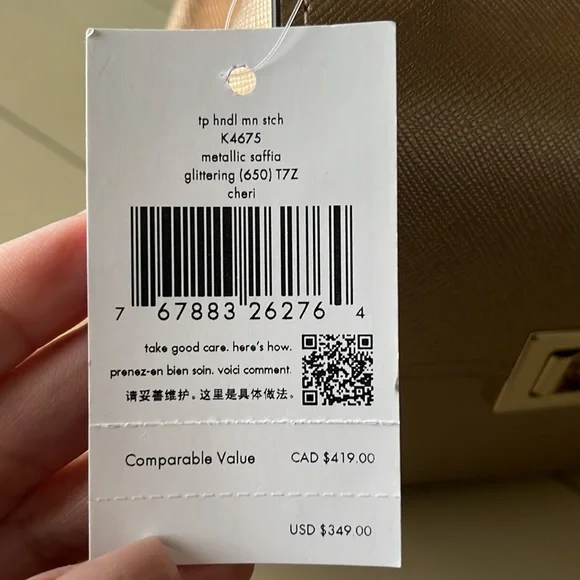 tp hndl mn stch
K4675
metallic saffia
glittering (650) T7Z
cheri
7 67883 26276 4
take good care. here's how.
prenez-en bien soin. voici comment.
请妥善维护。这里是具体做法。
Comparable Value CAD $419.00
USD $349.00